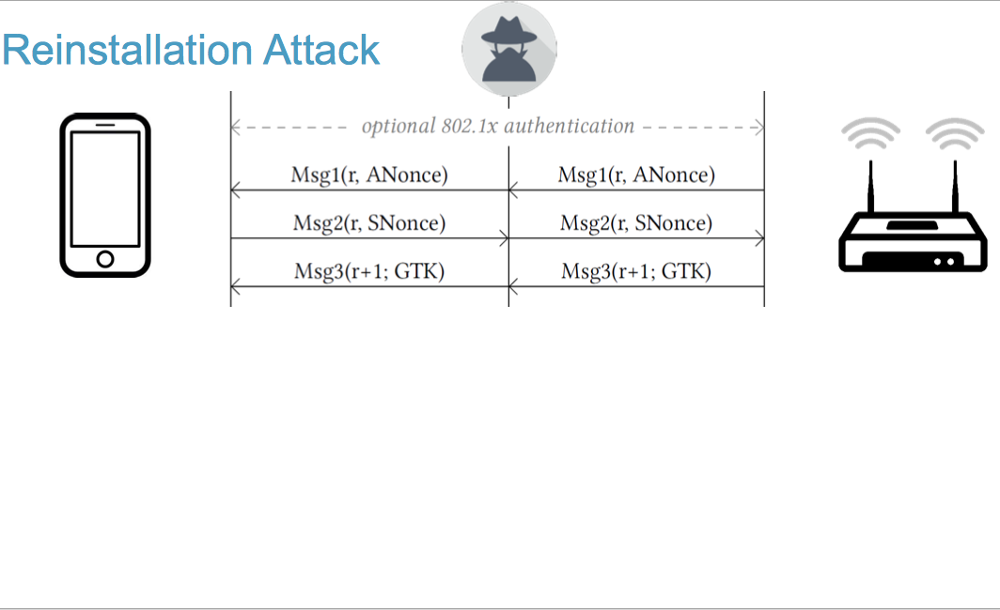 Reinstallation Attack
optional 802.1x authentication
Msg1(r, ANonce) Msg1(r, ANonce)
Msg2(r, SNonce) Msg2(r, SNonce)
Msg3(r+1; GTK) Msg3(r+1; GTK)